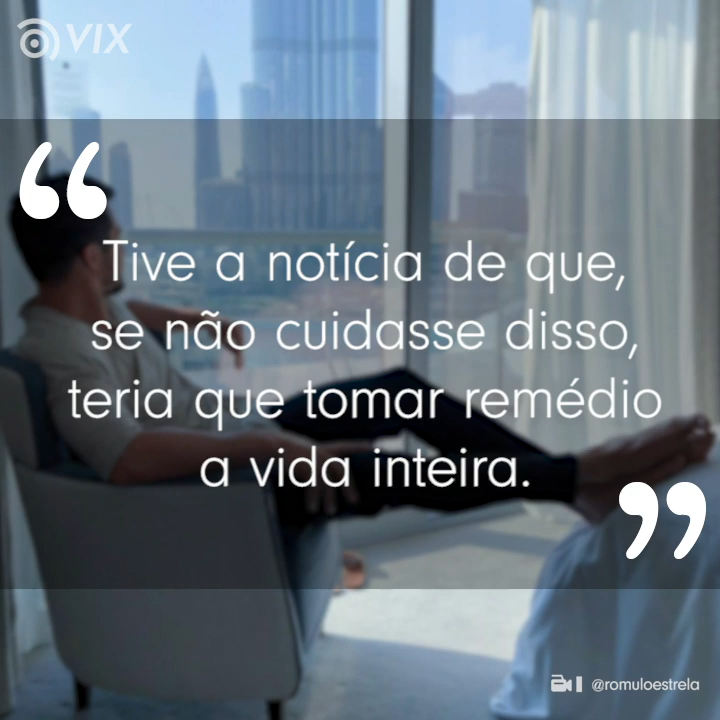 VIX
“
Tive a notícia de que,
se não cuidasse disso,
teria que tomar remédio
a vida inteira.
”
@romuloestrela